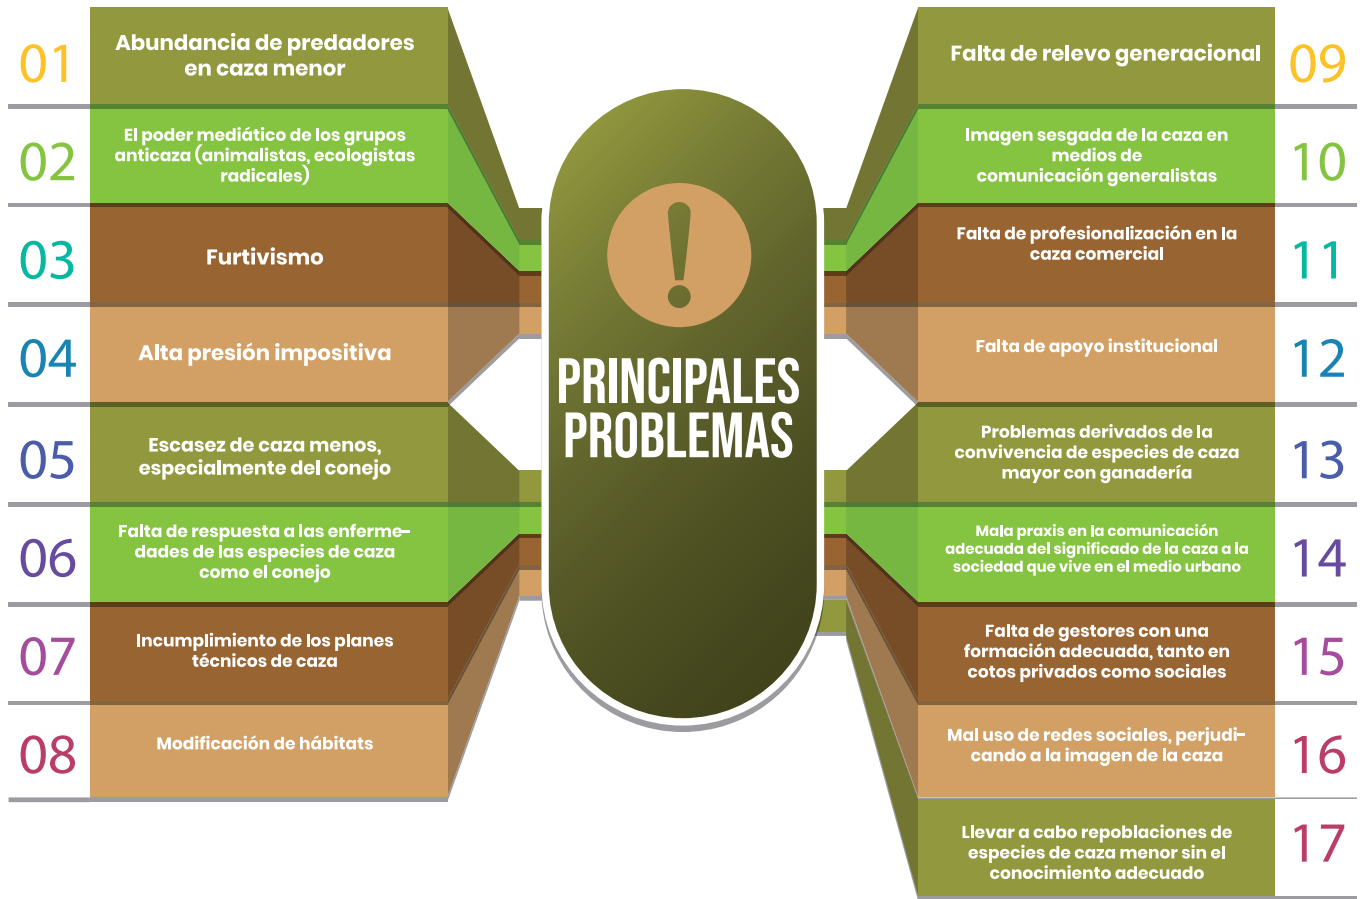 01
Abundancia de predadores
en caza menor
02
El poder mediático de los grupos
anticaza (animalistas, ecologistas
radicales)
03
Furtivismo
04
Alta presión impositiva
05
Escasez de caza menos,
especialmente del conejo
06
Falta de respuesta a las enferme-
dades de las especies de caza
como el conejo
07
Incumplimiento de los planes
técnicos de caza
08
Modificación de hábitats
!
PRINCIPALES
PROBLEMAS
Falta de relevo generacional
09
Imagen sesgada de la caza en
medios de
comunicación generalistas
10
Falta de profesionalización en la
caza comercial
11
Falta de apoyo institucional
12
Problemas derivados de la
convivencia de especies de caza
mayor con ganadería
13
Mala praxis en la comunicación
adecuada del significado de la caza a la
sociedad que vive en el medio urbano
14
Falta de gestores con una
formación adecuada, tanto en
cotos privados como sociales
15
Mal uso de redes sociales, perjudi-
cando a la imagen de la caza
16
Llevar a cabo repoblaciones de
especies de caza menor sin el
conocimiento adecuado
17